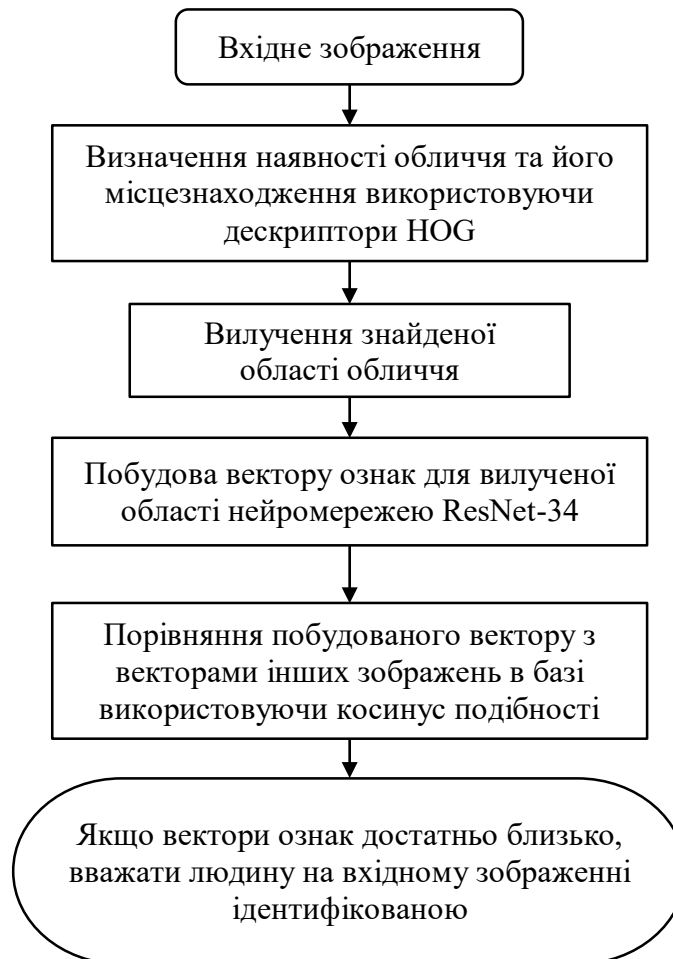 Вхідне зображення
Визначення наявності обличчя та його
місцезнаходження використовуючи
дескриптори HOG
Вилучення знайденої
області обличчя
Побудова вектору ознак для вилученої
області нейромережею ResNet-34
Порівняння побудованого вектору з
векторами інших зображень в базі
використовуючи косинус подібності
Якщо вектори ознак достатньо близько,
вважати людину на вхідному зображенні
ідентифікованою